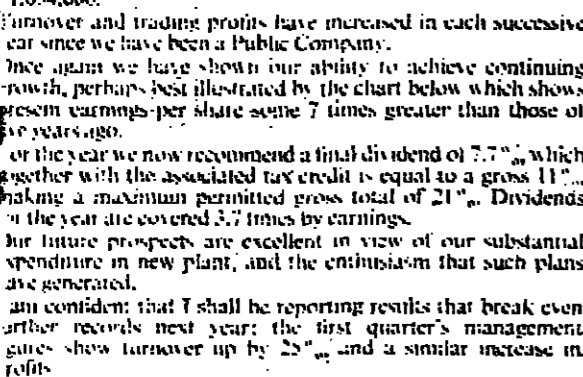 1,674,000.
Turnover and trading profits have increased in each successive
year since we have been a Public Company.
Once again we have shown our ability to achieve continuing
growth, perhaps best illustrated by the chart below which shows
present earnings-per share some 7 times greater than those of
five years ago.
For the year we now recommend a final dividend of 7.7%, which
together with the associated tax credit is equal to a gross 11%,
making a maximum permitted gross total of 21%. Dividends
for the year are covered 3.7 times by earnings.
Our future prospects are excellent in view of our substantial
expenditure in new plant, and the enthusiasm that such plans
have generated.
I am confident that I shall be reporting results that break even
further records next year; the first quarter's management
figures show turnover up by 25%, and a similar increase in
profits